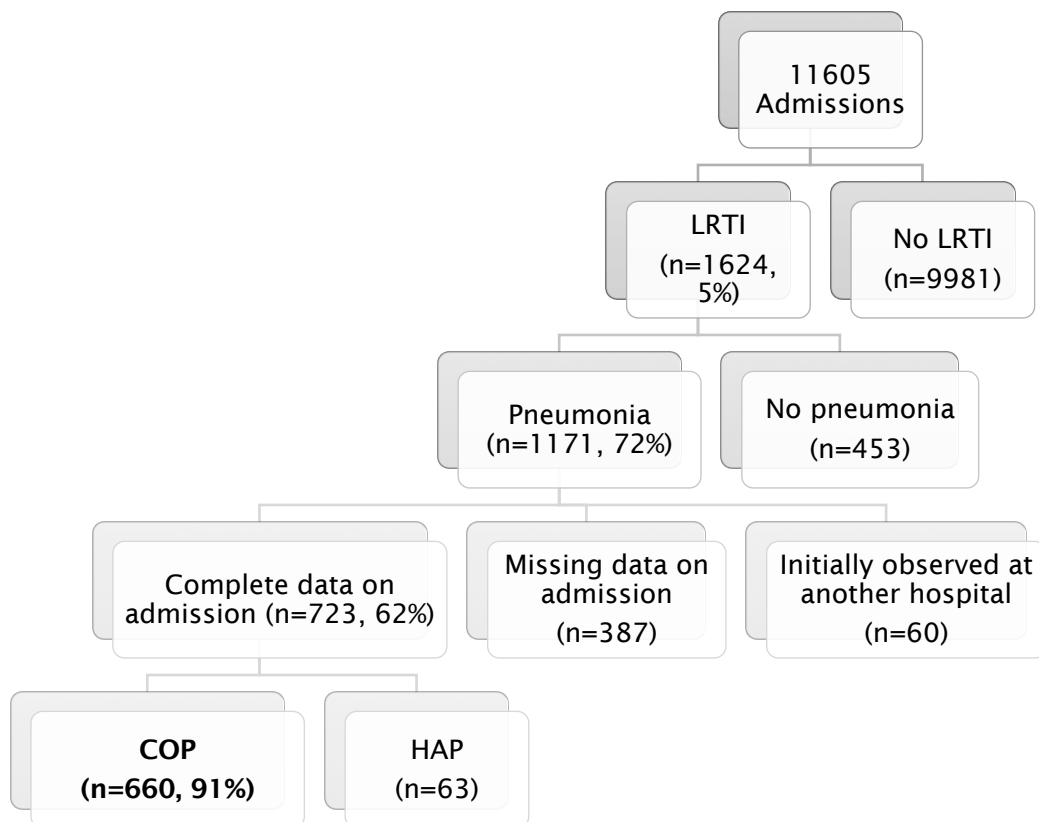 11605
Admissions
LRTI
(n=1624,
5%)
No LRTI
(n=9981)
Pneumonia
(n=1171, 72%)
No pneumonia
(n=453)
Complete data on
admission (n=723, 62%)
Missing data on
admission
(n=387)
Initially observed at
another hospital
(n=60)
COP
(n=660, 91%)
HAP
(n=63)